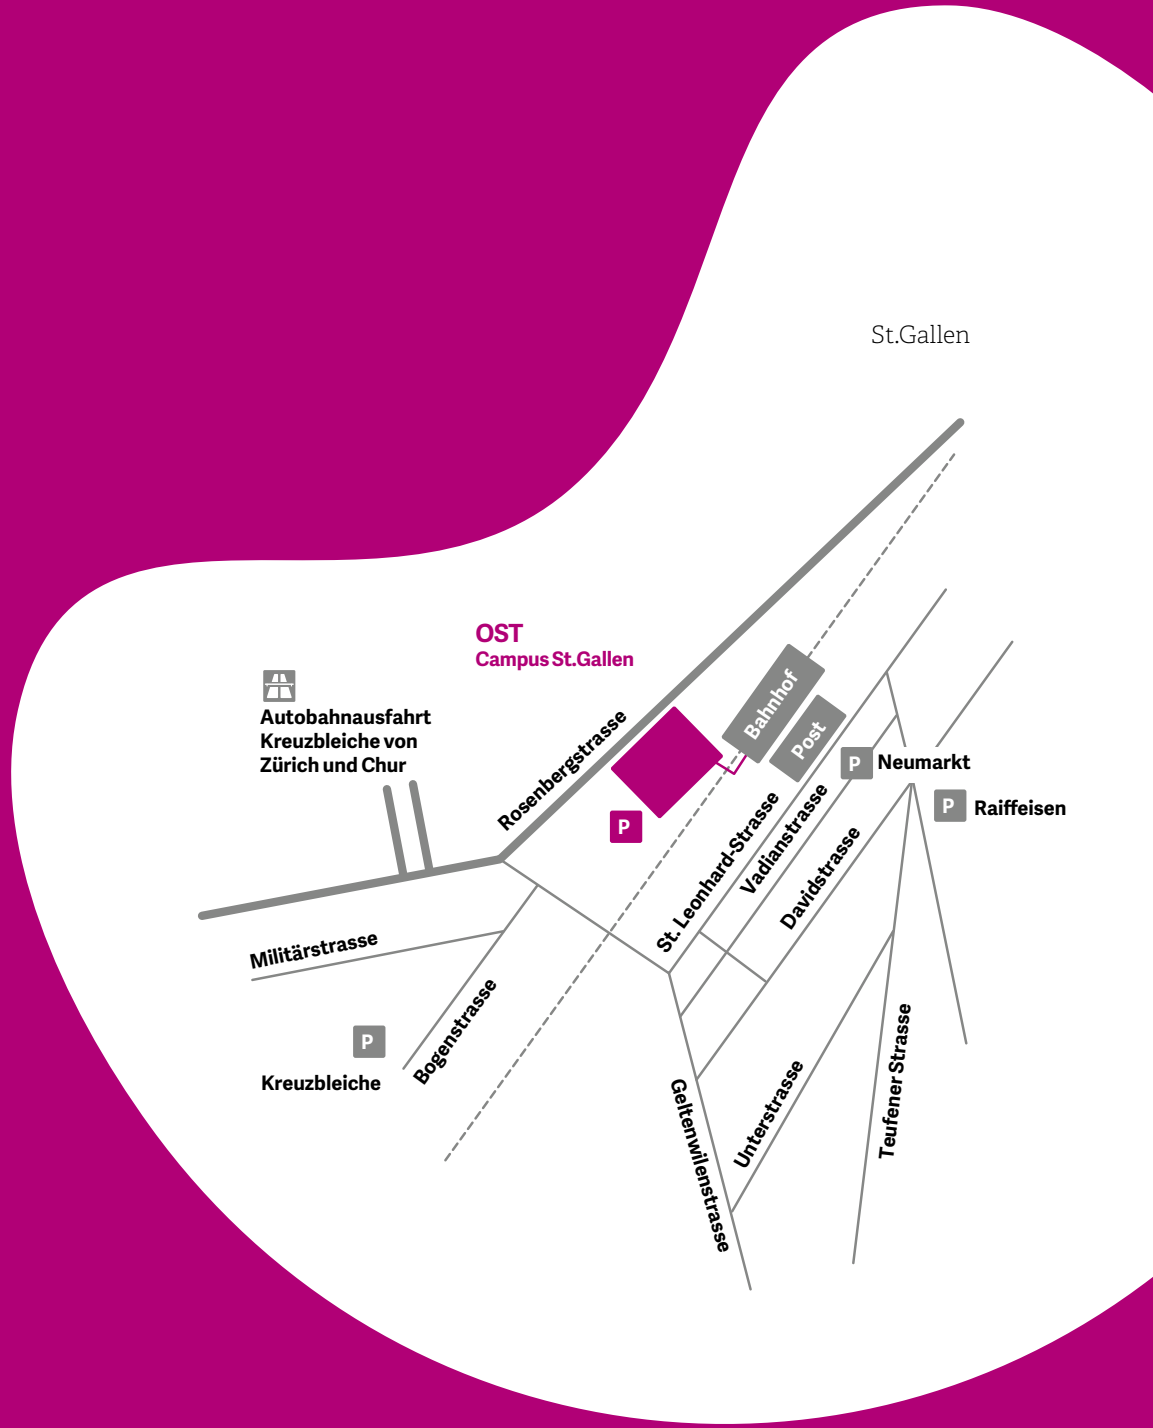 St.Gallen
OST
Campus St.Gallen
Autobahnausfahrt
Kreuzbleiche von
Zürich und Chur
Rosenbergstrasse
Bahnhof
Post
P
Neumarkt
P
Raiffeisen
P
St. Leonhard-Strasse
Vadianstrasse
Davidstrasse
Militärstrasse
Bogenstrasse
P
Kreuzbleiche
Geltenwilenstrasse
Unterstrasse
Teufener Strasse